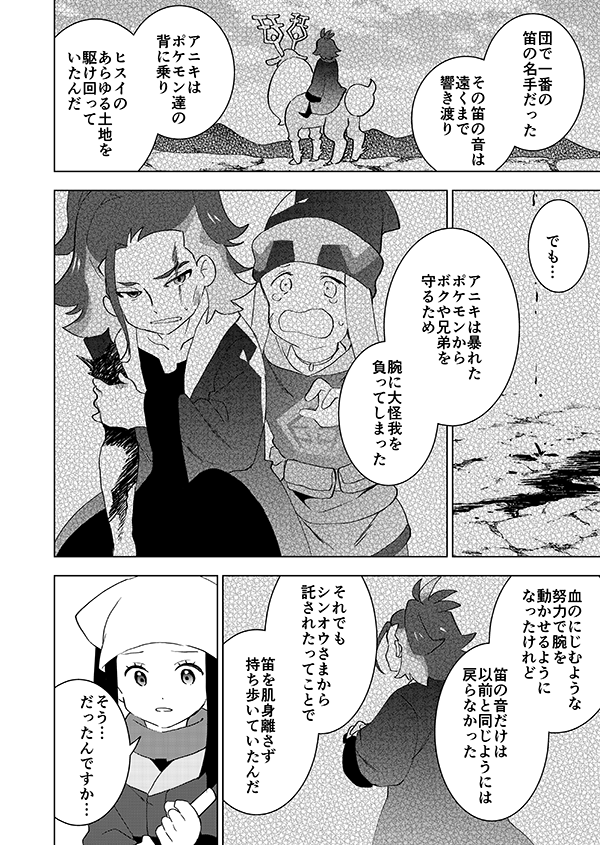 団で一番の
笛の名手だった
その笛の音は
遠くまで
響き渡り
アニキは
ポケモン達の
背に乗り
ヒスイの
あらゆる土地を
駆け回って
いたんだ
でも…
アニキは暴れた
ポケモンから
ボクや兄弟を
守るため
腕に大怪我を
負ってしまった
血のにじむような
努力で腕を
動かせるように
なったけれど
笛の音だけは
以前と同じようには
戻らなかった
それでも
シンオウさまから
託されたってことで
笛を肌身離さず
持ち歩いていたんだ
そう…
だったんですか…